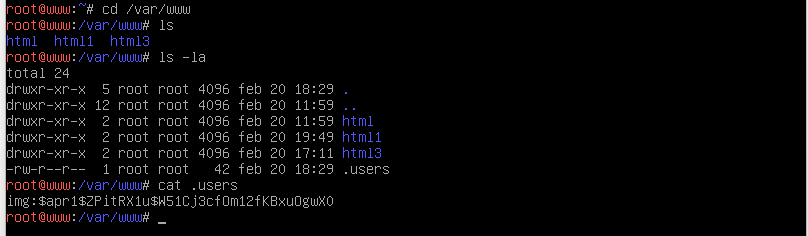 root@www:~# cd /var/www
root@www:/var/www# ls
html  html1  html3
root@www:/var/www# ls -la
total 24
drwxr-xr-x  5 root root 4096 feb 20 18:29 .
drwxr-xr-x 12 root root 4096 feb 20 11:59 ..
drwxr-xr-x  2 root root 4096 feb 20 11:59 html
drwxr-xr-x  2 root root 4096 feb 20 19:49 html1
drwxr-xr-x  2 root root 4096 feb 20 17:11 html3
-rw-r--r--  1 root root   42 feb 20 18:29 .users
root@www:/var/www# cat .users
img:$apr1$ZPitRX1u$W51Cj3cfOm12fKBxuOgwX0
root@www:/var/www# _